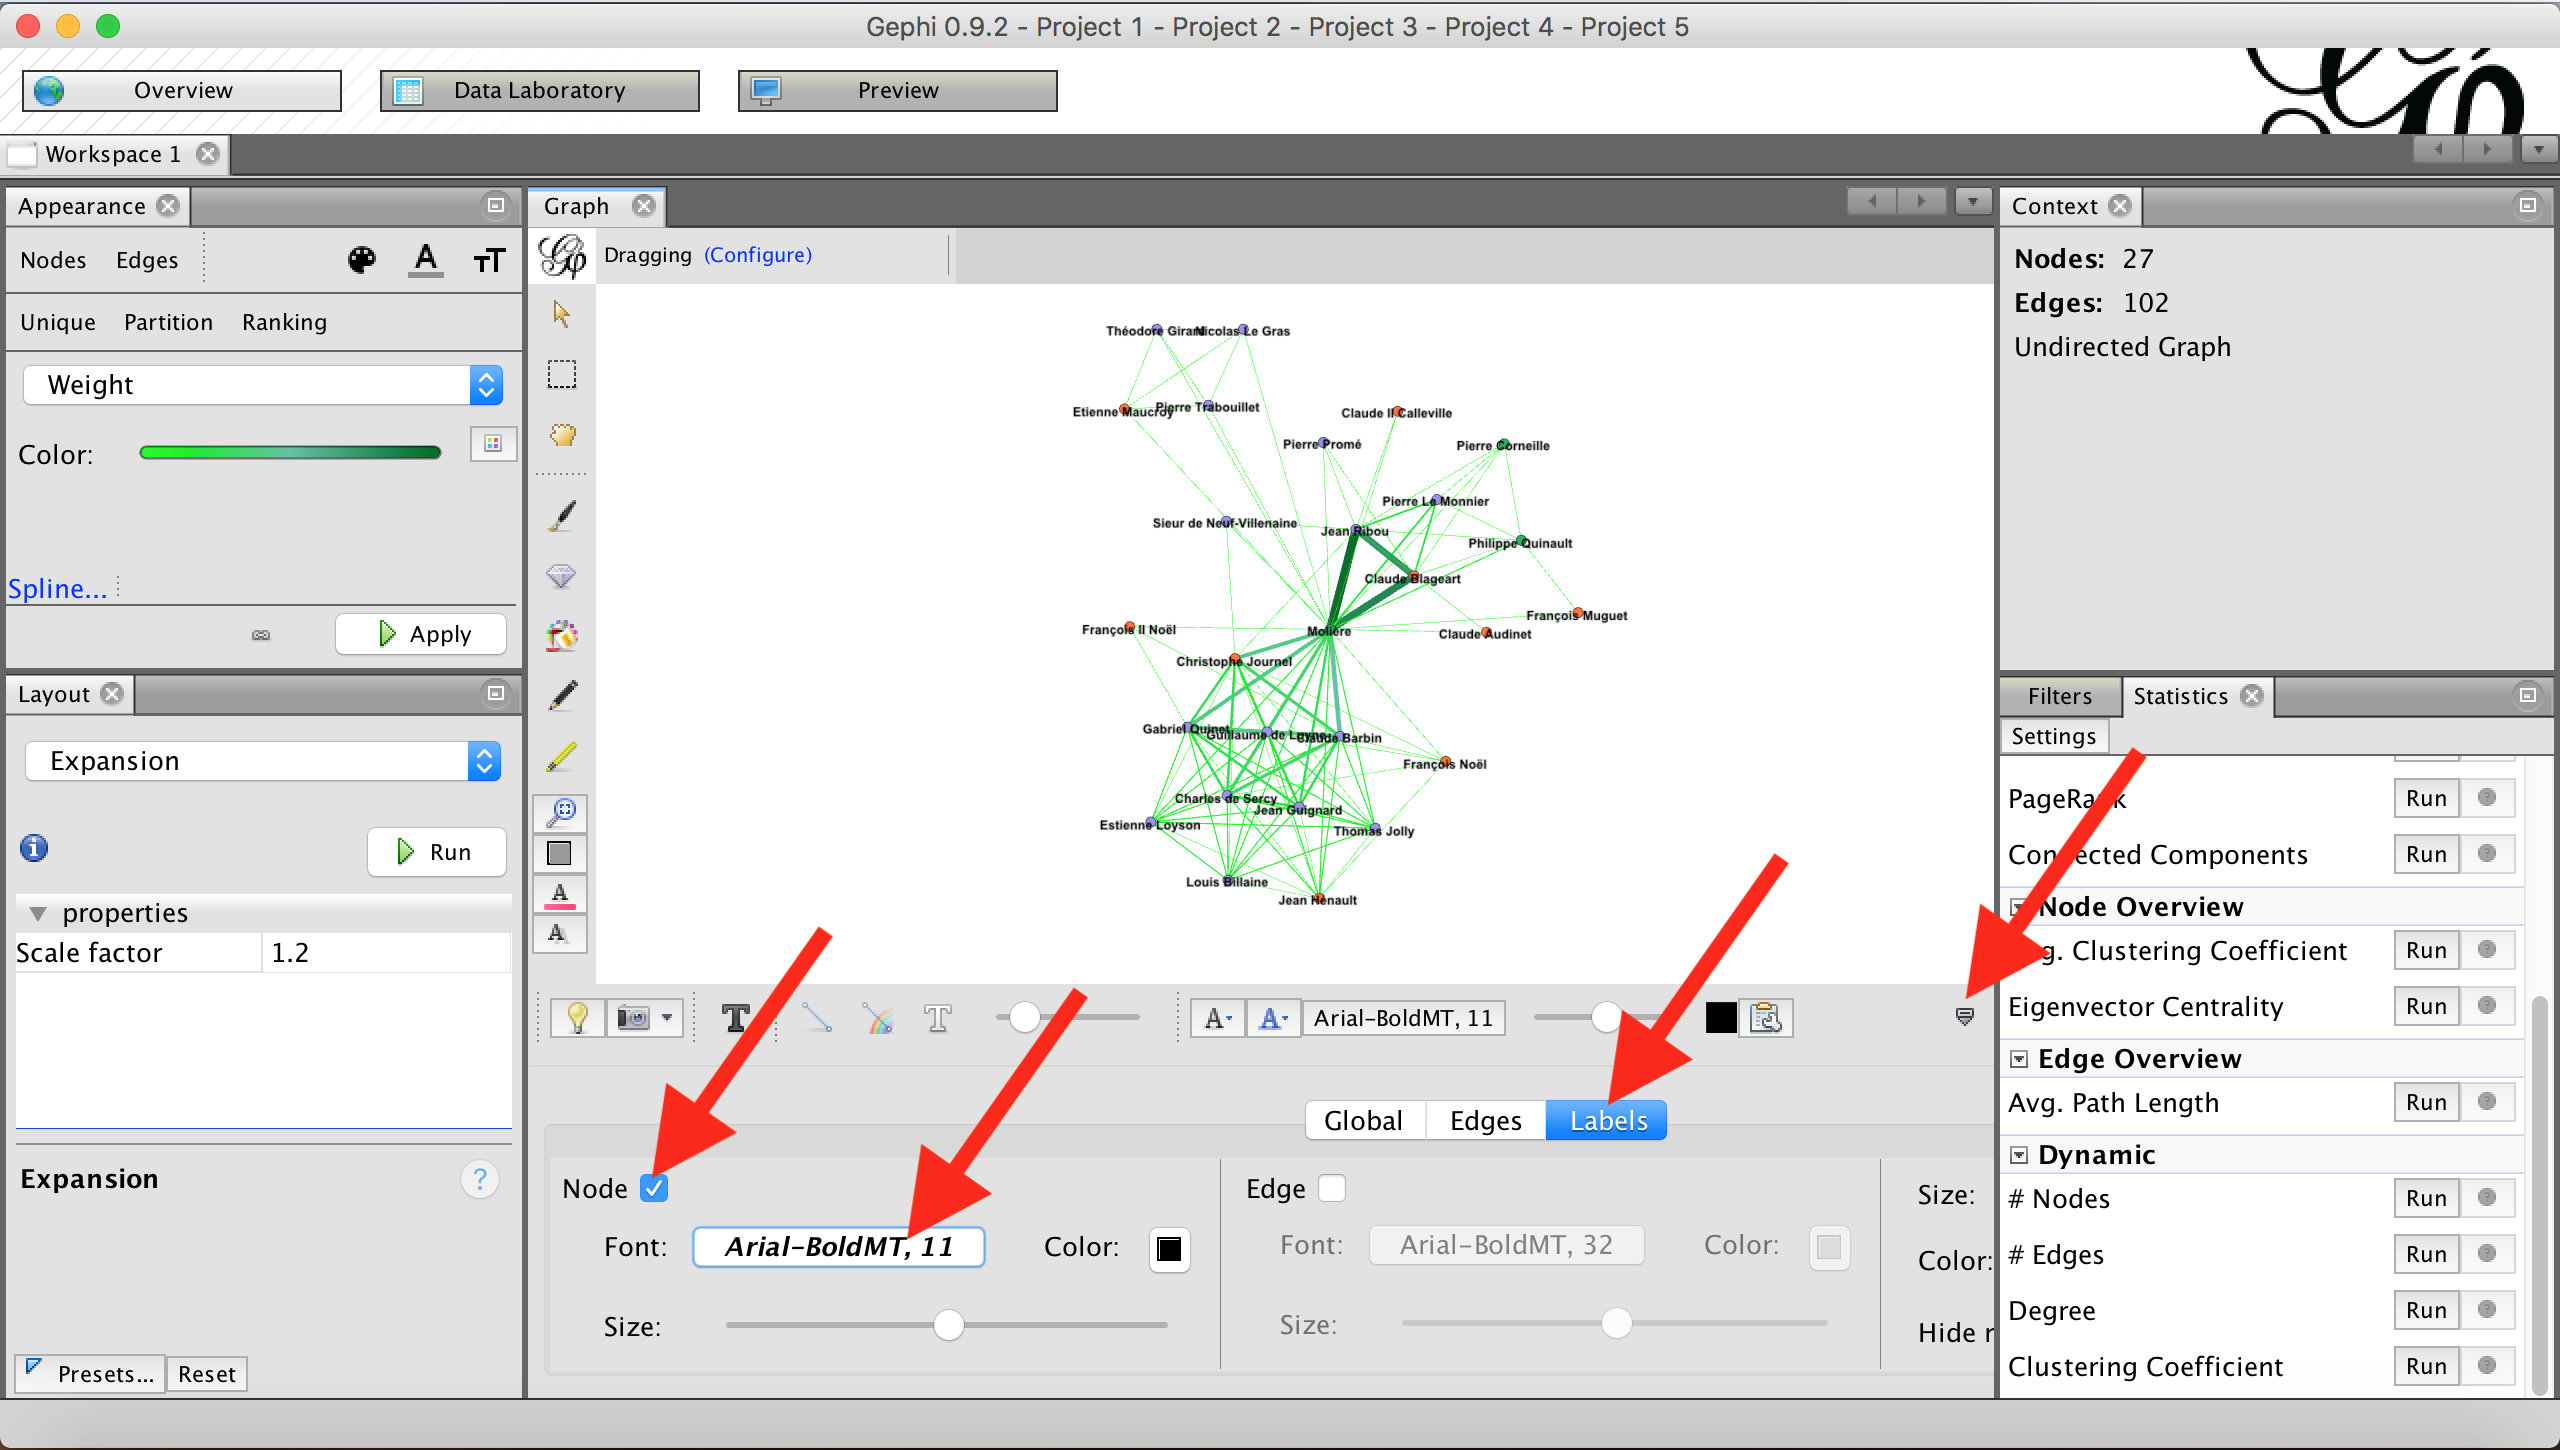 Gephi 0.9.2 - Project 1 - Project 2 - Project 3 - Project 4 - Project 5
Overview
Data Laboratory
Preview
Workspace 1
Appearance
Nodes Edges
Unique Partition Ranking
Weight
Color:
Spline...
Apply
Layout
Expansion
Run
properties
Scale factor 1.2
Expansion
?
Presets...
Reset
Graph
Dragging (Configure)
Théodore Girard
Nicolas Le Gras
Etienne Maucroy
Pierre Trabouillet
Claude II Calleville
Pierre Promé
Pierre Corneille
Pierre Le Monnier
Sieur de Neuf-Villenaine
Jean Ribou
Philippe Quinault
Claude Blageart
François Muguet
François II Noël
Molière
Claude Audinet
Christophe Journel
Gabriel Quinet
Guillaume de Luyne
Claude Barbin
François Noël
Charles de Sercy
Jean Guignard
Estienne Loyson
Thomas Jolly
Louis Billaine
Jean Hénault
Arial-BoldMT, 11
Global Edges Labels
Node
Font: Arial-BoldMT, 11 Color:
Size:
Edge
Font: Arial-BoldMT, 32 Color:
Size:
Size:
Color:
Hide r
Context
Nodes: 27
Edges: 102
Undirected Graph
Filters
Statistics
Settings
PageRank Run
Connected Components Run
Node Overview
Avg. Clustering Coefficient Run
Eigenvector Centrality Run
Edge Overview
Avg. Path Length Run
Dynamic
# Nodes Run
# Edges Run
Degree Run
Clustering Coefficient Run